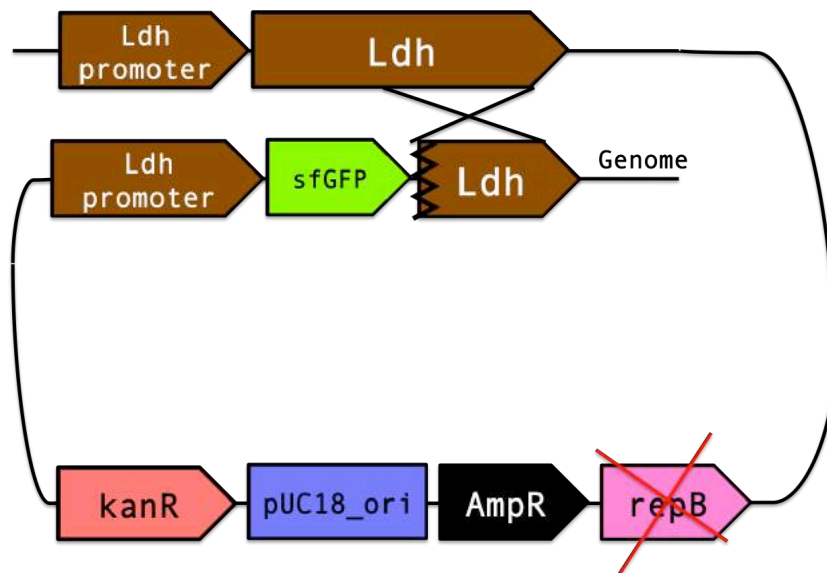 Ldh
promoter
Ldh
Ldh
promoter
sfGFP
Ldh
Genome
kanR
pUC18_ori
AmpR
repB